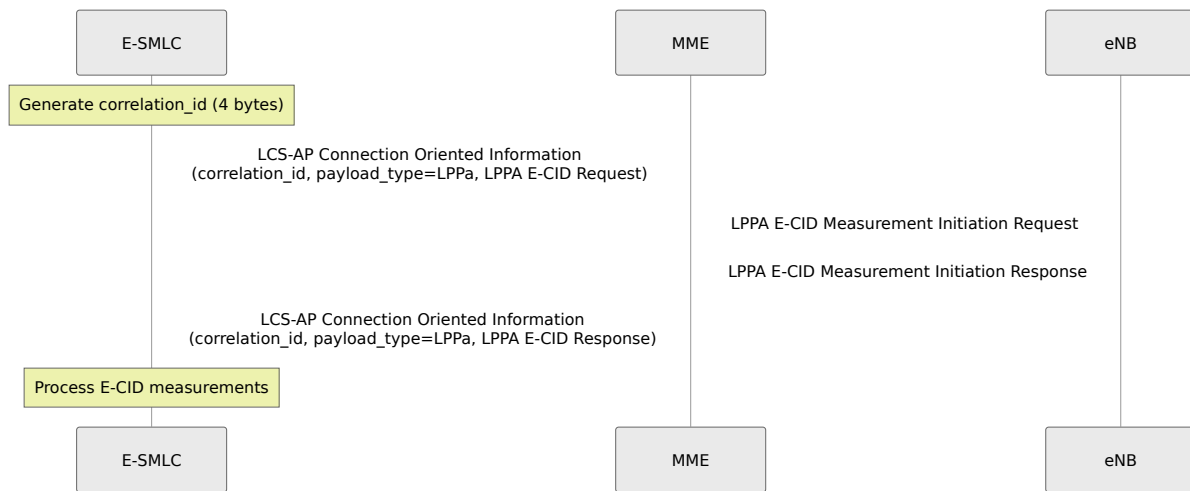 E-SMLC
MME
eNB
Generate correlation_id (4 bytes)
LCS-AP Connection Oriented Information
(correlation_id, payload_type=LPPa, LPPA E-CID Request)
LPPA E-CID Measurement Initiation Request
LPPA E-CID Measurement Initiation Response
LCS-AP Connection Oriented Information
(correlation_id, payload_type=LPPa, LPPA E-CID Response)
Process E-CID measurements
E-SMLC
MME
eNB